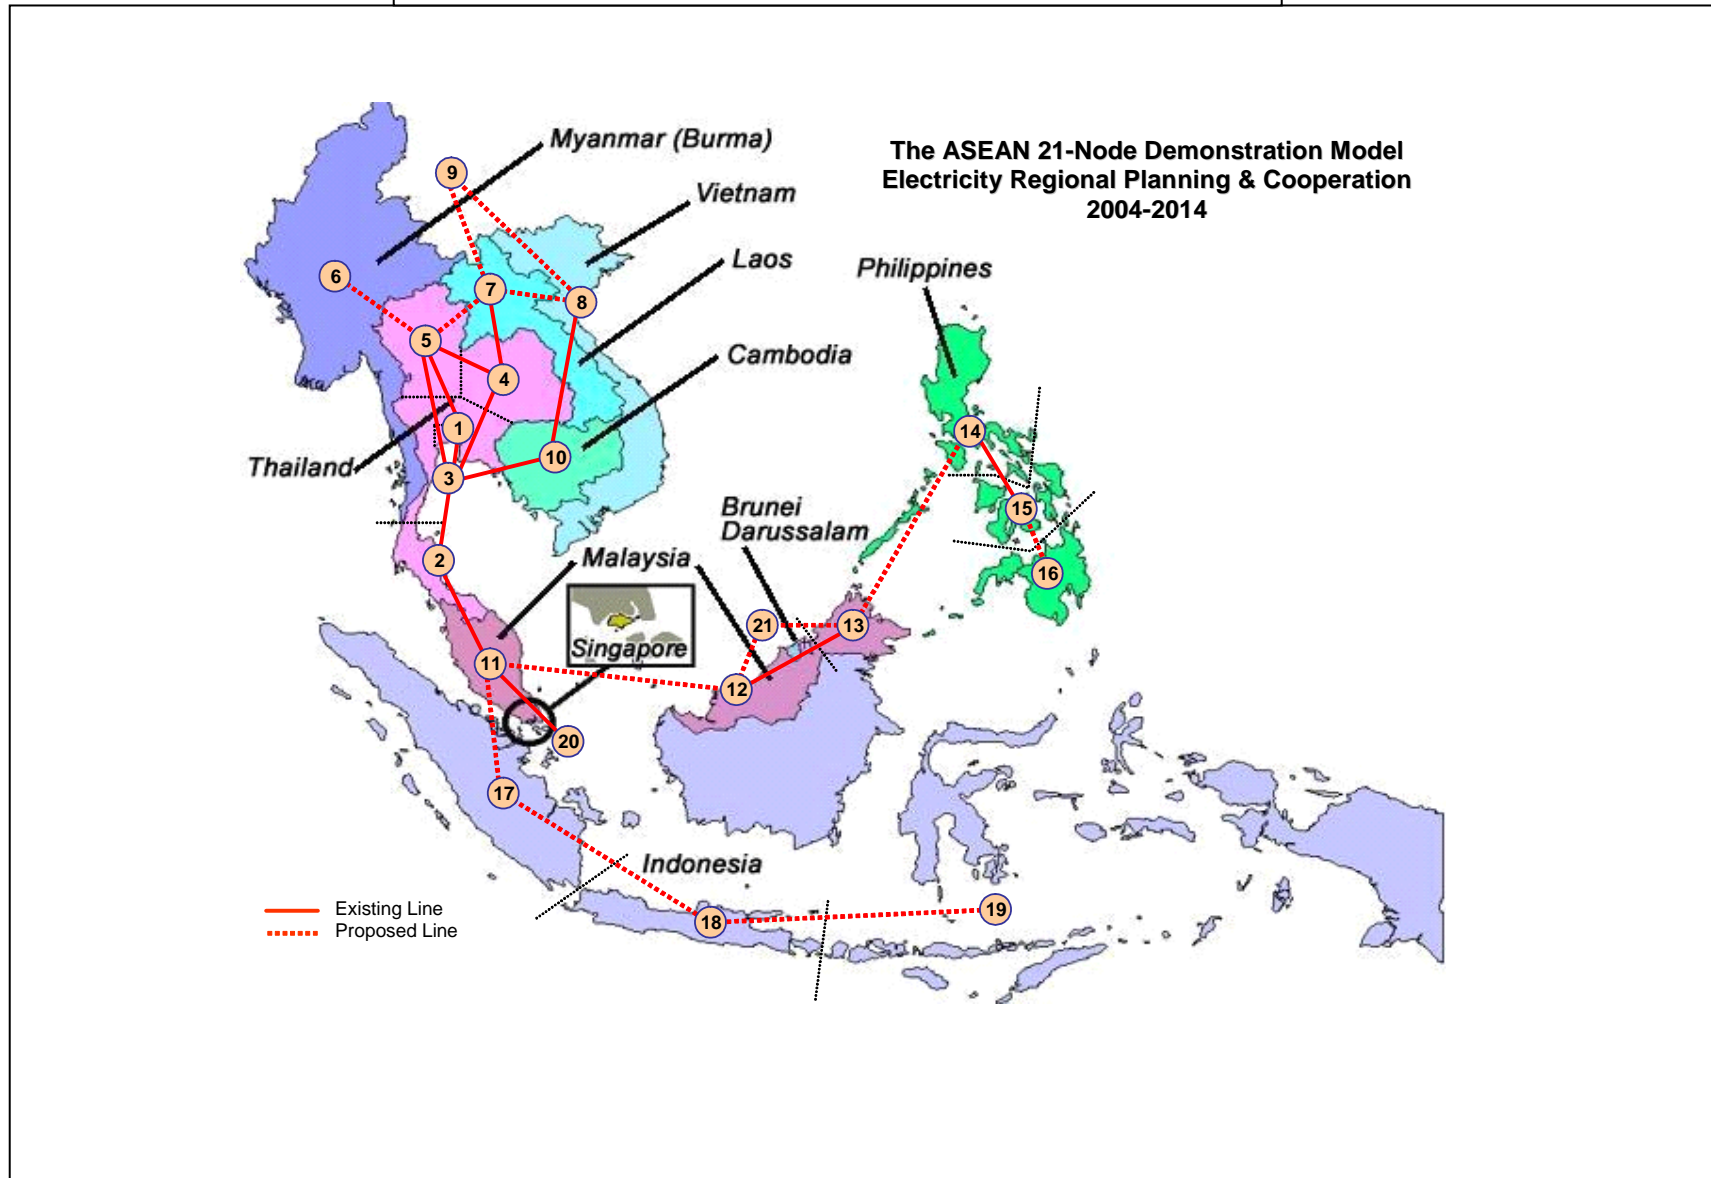 The ASEAN 21-Node Demonstration Model
Electricity Regional Planning & Cooperation
2004-2014
Myanmar (Burma)
9
Vietnam
Laos
Philippines
6
7
8
5
Cambodia
4
1
14
Thailand
10
3
15
Brunei
Darussalam
2
Malaysia
16
21
13
Singapore
11
12
20
17
Indonesia
19
18
Existing Line
Proposed Line